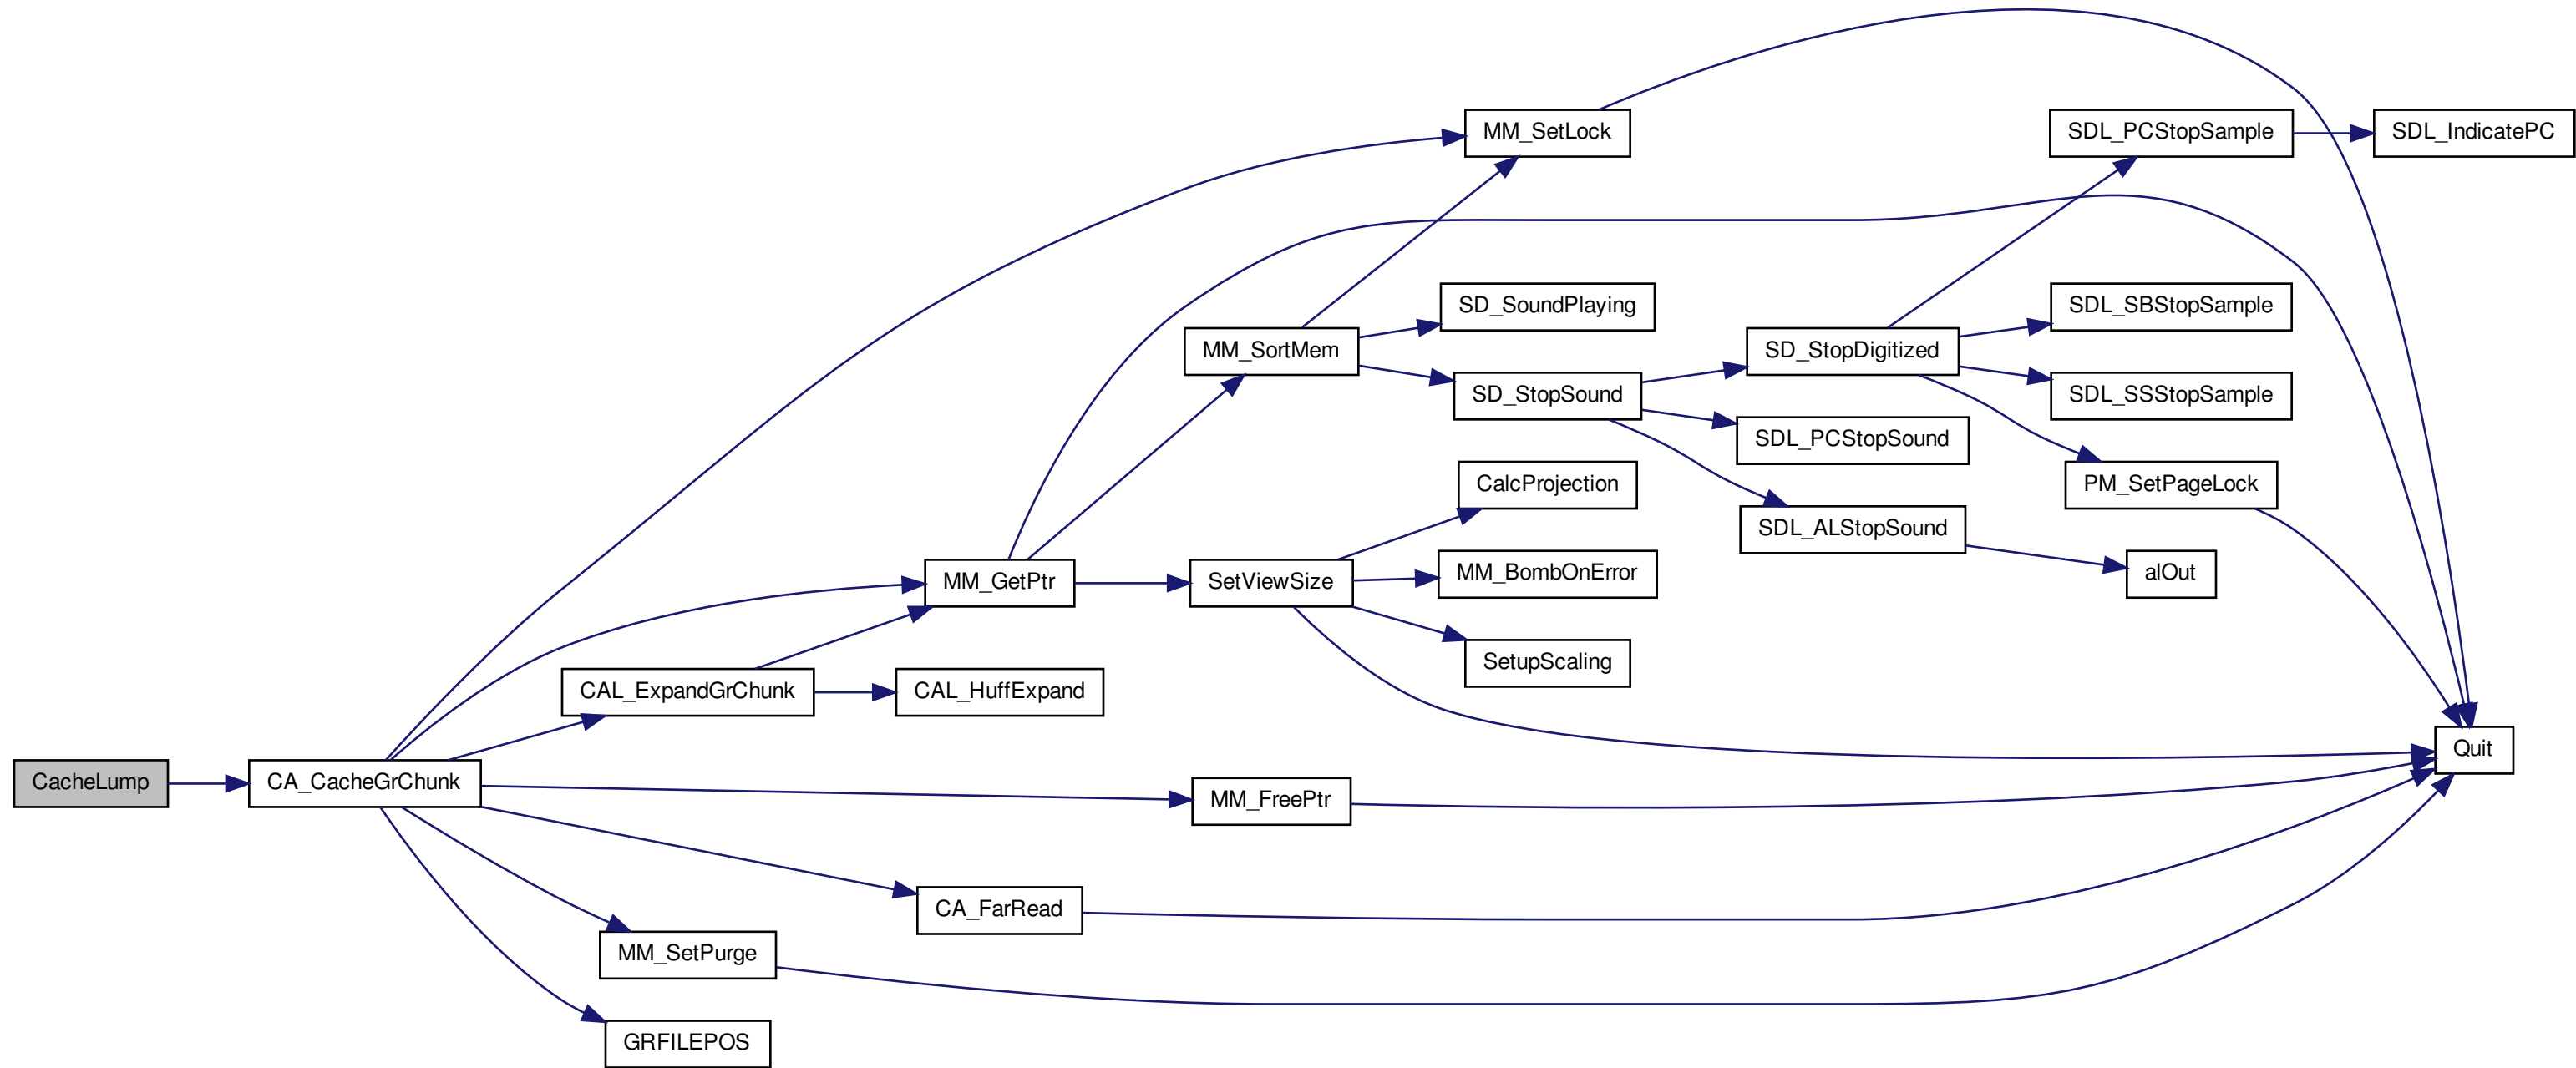 MM_SetLock
SDL_PCStopSample
SDL_IndicatePC
SD_SoundPlaying
SDL_SBStopSample
MM_SortMem
SD_StopDigitized
SD_StopSound
SDL_SSStopSample
SDL_PCStopSound
CalcProjection
PM_SetPageLock
SDL_ALStopSound
MM_GetPtr
SetViewSize
MM_BombOnError
alOut
SetupScaling
CAL_ExpandGrChunk
CAL_HuffExpand
Quit
CacheLump
CA_CacheGrChunk
MM_FreePtr
CA_FarRead
MM_SetPurge
GRFILEPOS